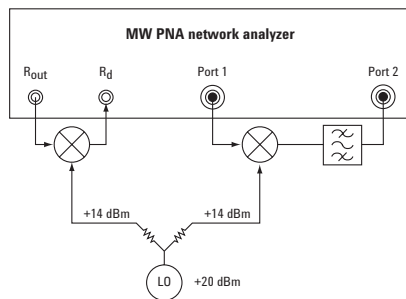 MW PNA network analyzer
Rout
Rd
Port 1
Port 2
+14 dBm
+14 dBm
LO
+20 dBm